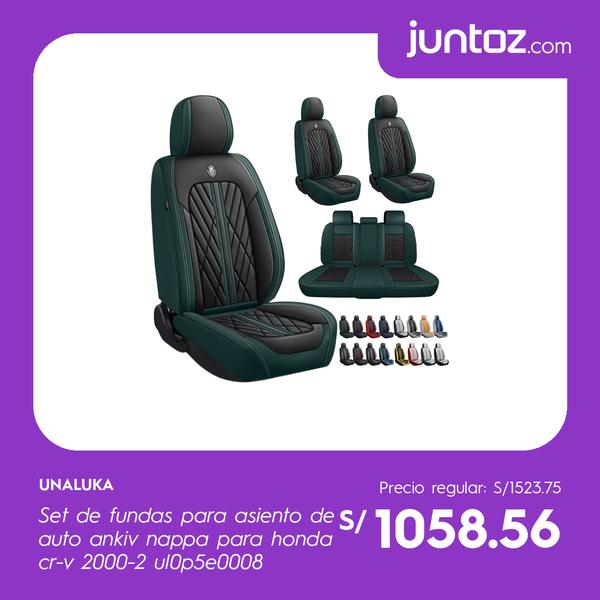 juntoz.com
UNALUKA
Set de fundas para asiento de
auto ankiv nappa para honda
cr-v 2000-2 ul0p5e0008
Precio regular: S/1523.75
S/ 1058.56